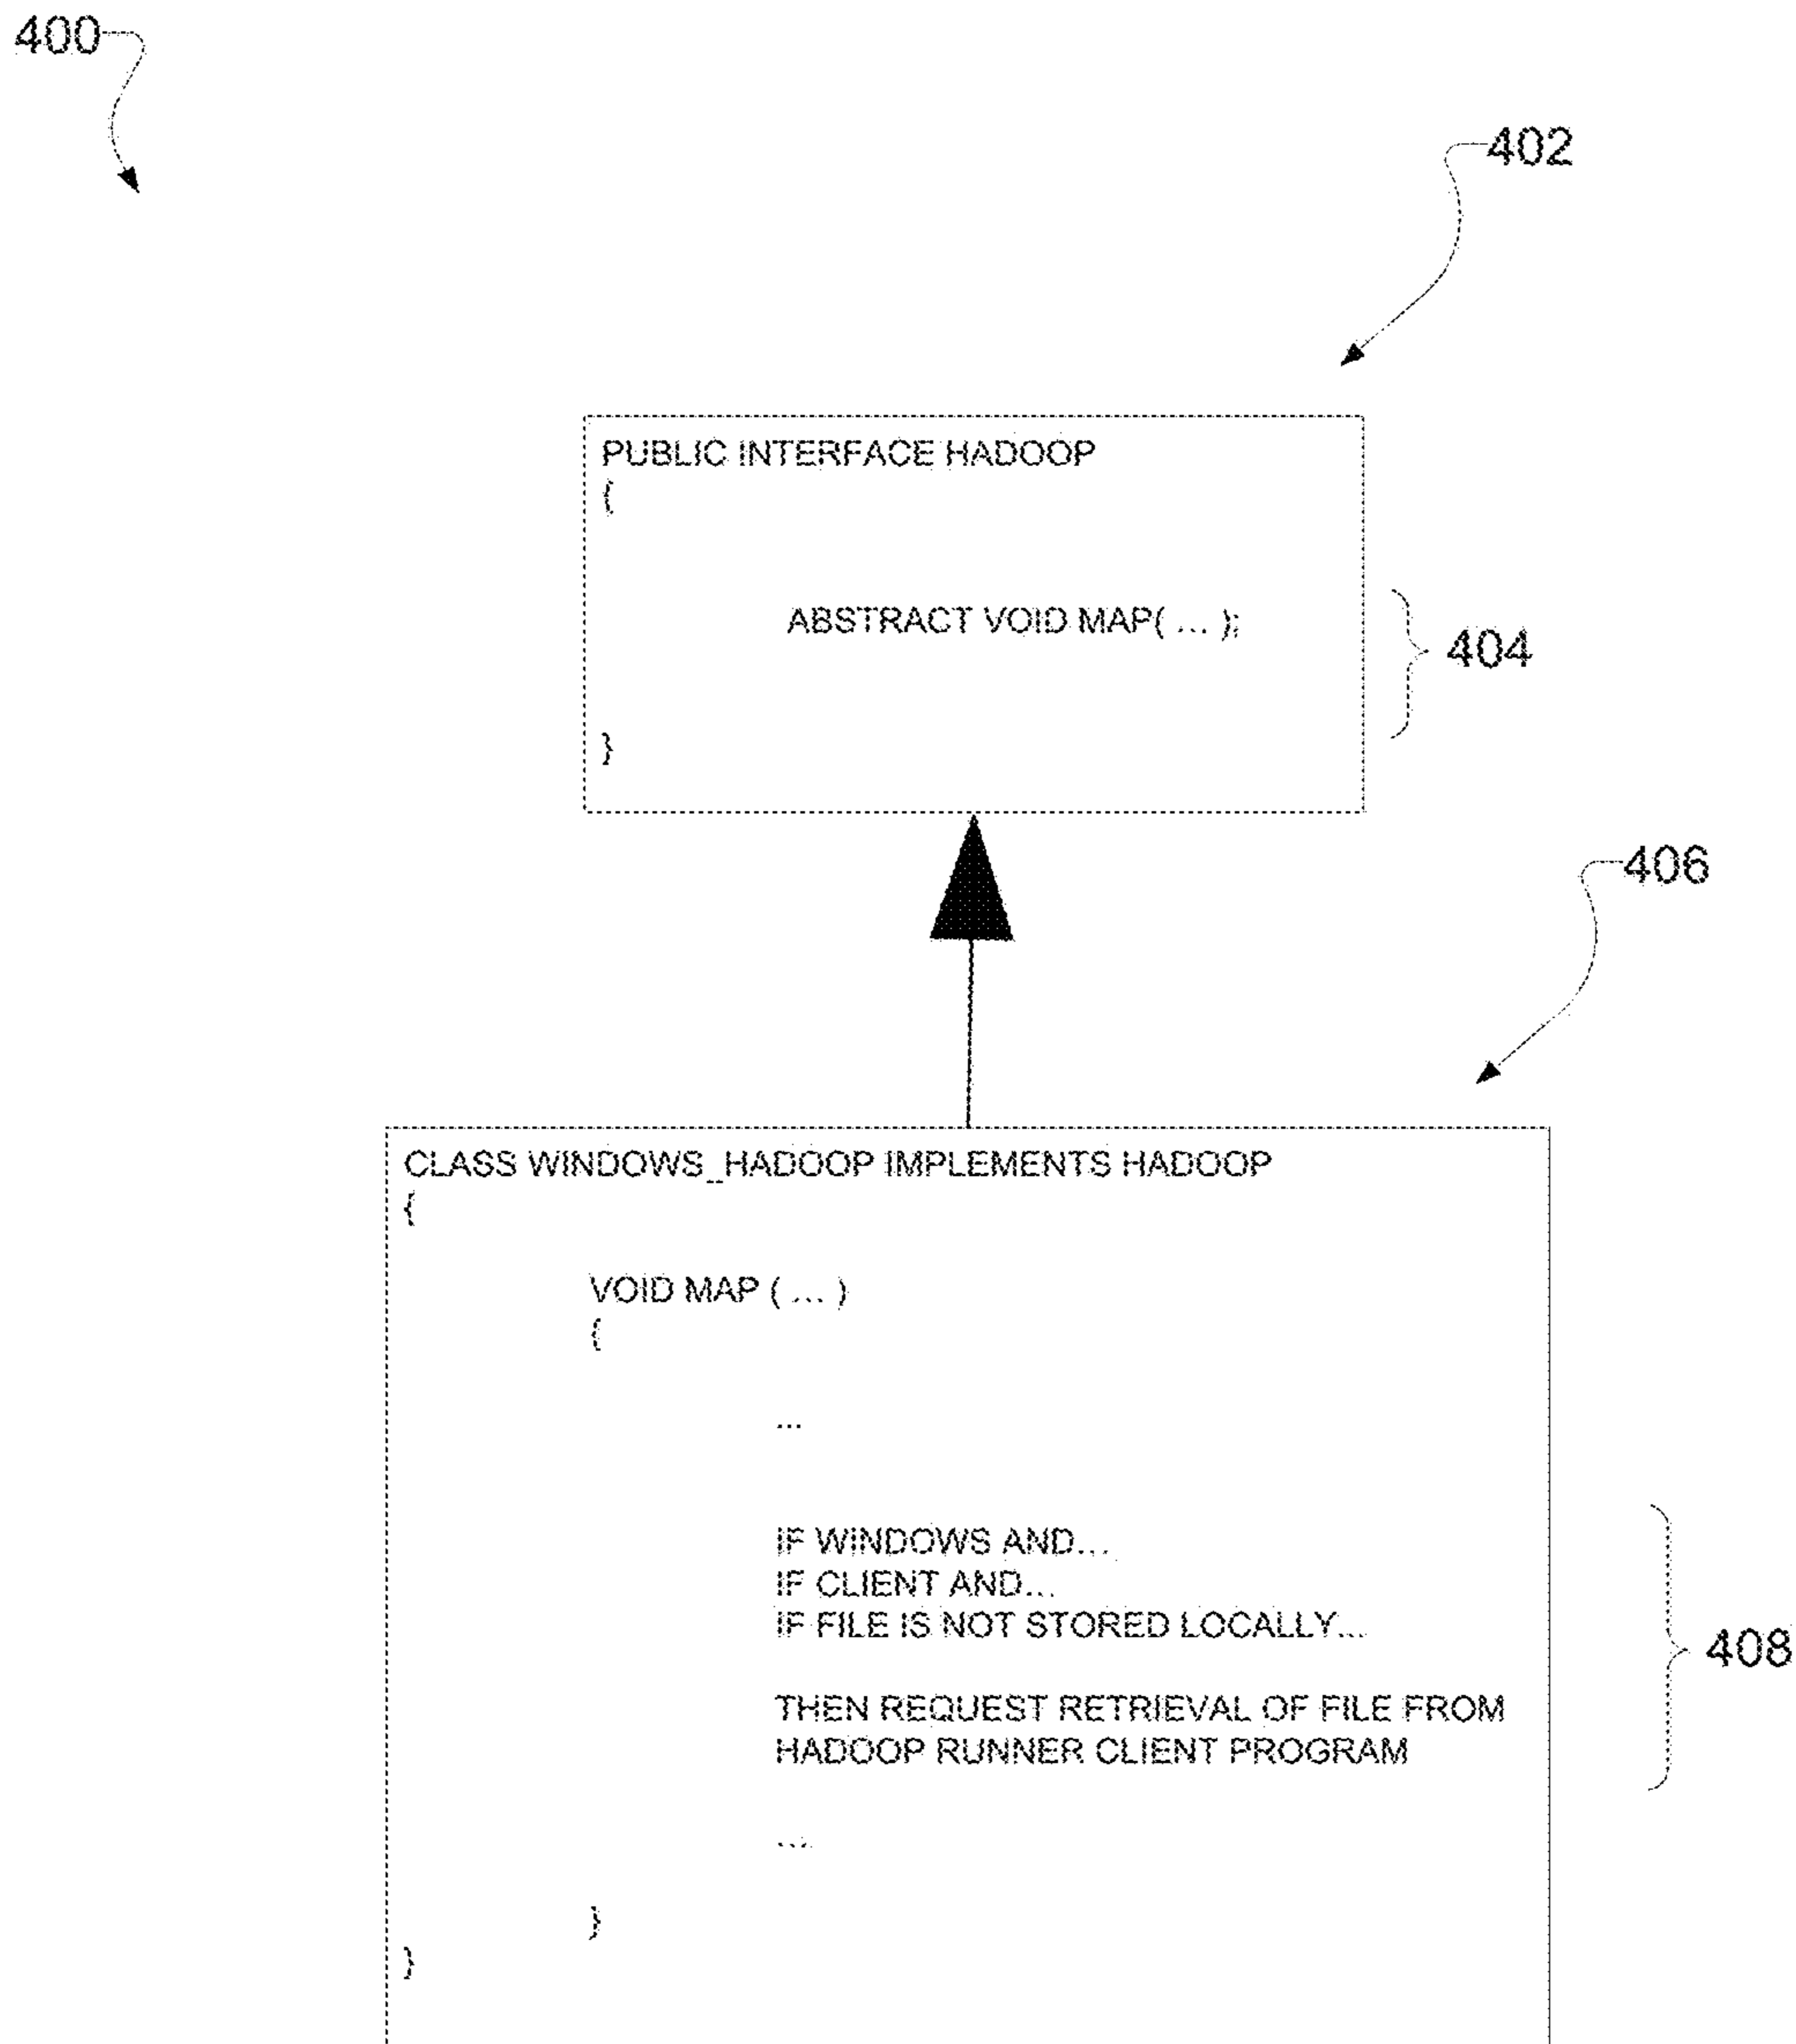 400
402
PUBLIC INTERFACE HADOOP
{
ABSTRACT VOID MAP( ... );
404
}
406
CLASS WINDOWS_HADOOP IMPLEMENTS HADOOP
{
VOID MAP ( ... )
{
...
IF WINDOWS AND...
IF CLIENT AND...
IF FILE IS NOT STORED LOCALLY...
408
THEN REQUEST RETRIEVAL OF FILE FROM
HADOOP RUNNER CLIENT PROGRAM
...
}
}